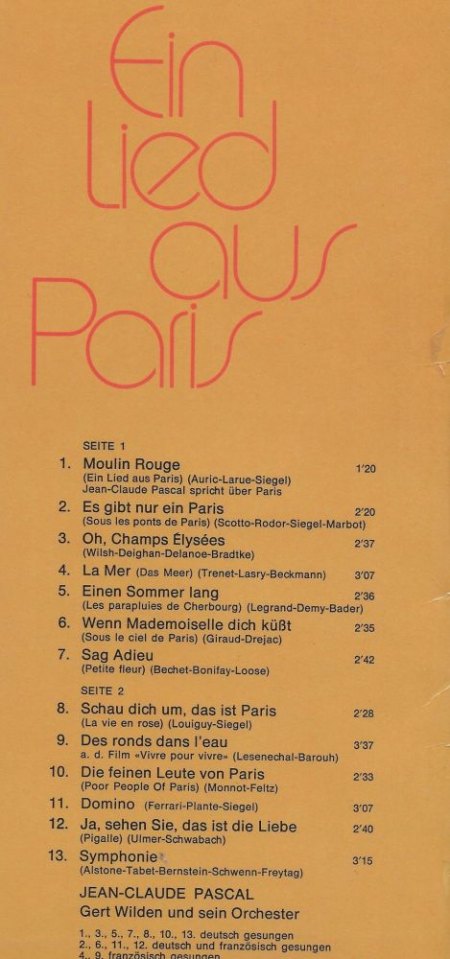 Ein
Lied
aus
Paris
SEITE 1
1. Moulin Rouge 1'20
(Ein Lied aus Paris) (Auric-Larue-Siegel)
Jean-Claude Pascal spricht über Paris
2. Es gibt nur ein Paris 2'20
(Sous les ponts de Paris) (Scotto-Rodor-Siegel-Marbot)
3. Oh, Champs Élysées 2'37
(Wilsh-Deighan-Delanoe-Bradtke)
4. La Mer (Das Meer) (Trenet-Lasry-Beckmann) 3'07
5. Einen Sommer lang 2'36
(Les parapluies de Cherbourg) (Legrand-Demy-Bader)
6. Wenn Mademoiselle dich küßt 2'35
(Sous le ciel de Paris) (Giraud-Drejac)
7. Sag Adieu 2'42
(Petite fleur) (Bechet-Bonifay-Loose)
SEITE 2
8. Schau dich um, das ist Paris 2'28
(La vie en rose) (Louiguy-Siegel)
9. Des ronds dans l'eau 3'37
a. d. Film «Vivre pour vivre» (Lesenechal-Barouh)
10. Die feinen Leute von Paris 2'33
(Poor People Of Paris) (Monnot-Feltz)
11. Domino (Ferrari-Plante-Siegel) 3'07
12. Ja, sehen Sie, das ist die Liebe 2'40
(Pigalle) (Ulmer-Schwabach)
13. Symphonie 3'15
(Alstone-Tabet-Bernstein-Schwenn-Freytag)
JEAN-CLAUDE PASCAL
Gert Wilden und sein Orchester
1., 3., 5., 7., 8., 10., 13. deutsch gesungen
2., 6., 11., 12. deutsch und französisch gesungen
4., 9. französisch gesungen